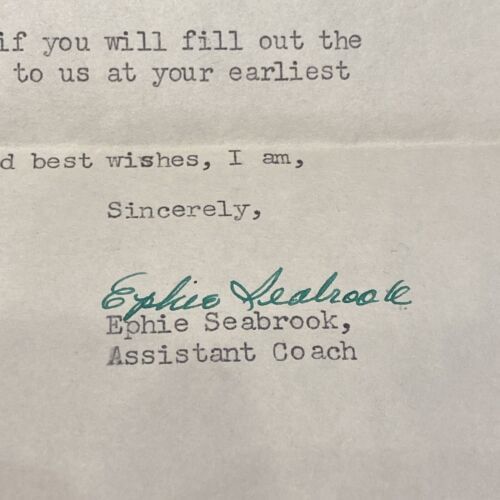 if you will fill out the
to us at your earliest
d best wishes, I am,
Sincerely,
Ephie Seabrook
Ephie Seabrook,
Assistant Coach